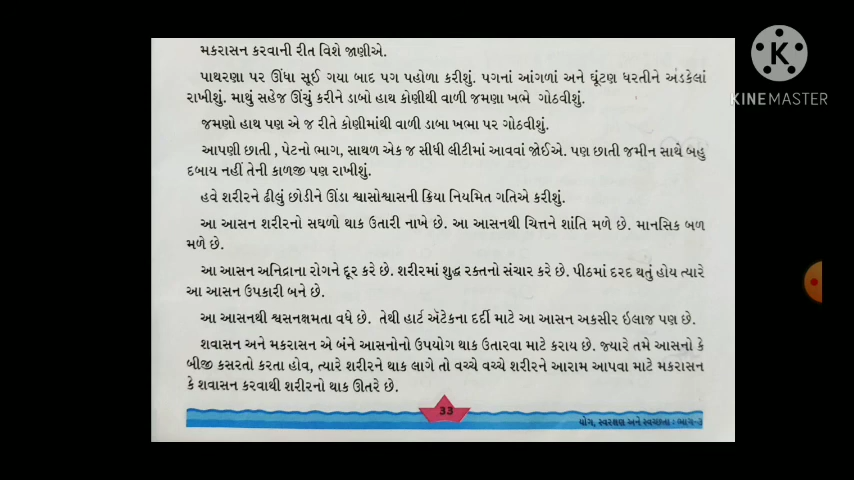 મકરાસન કરવાની રીત વિશે જાણીએ.
પાથરણા પર ઊંધા સૂઈ ગયા બાદ પગ પહોળા કરીશું. પગનાં આંગળાં અને ઘૂંટણ ધરતીને અડકેલાં
રાખીશું. માથું સહેજ ઊંચું કરીને ડાબો હાથ કોણીથી વાળી જમણા ખભે ગોઠવીશું.
જમણો હાથ પણ એ જ રીતે કોણીમાંથી વાળી ડાબા ખભા પર ગોઠવીશું.
આપણી છાતી, પેટનો ભાગ, સાથળ એક જ સીધી લીટીમાં આવવાં જોઈએ. પણ છાતી જમીન સાથે બહુ
દબાય નહીં તેની કાળજી પણ રાખીશું.
હવે શરીરને ઢીલું છોડીને ઊંડા શ્વાસોશ્વાસની ક્રિયા નિયમિત ગતિએ કરીશું.
આ આસન શરીરનો સઘળો થાક ઉતારી નાખે છે. આ આસનથી ચિત્તને શાંતિ મળે છે. માનસિક બળ
મળે છે.
આ આસન અનિદ્રાના રોગને દૂર કરે છે. શરીરમાં શુદ્ધ રક્તનો સંચાર કરે છે. પીઠમાં દરદ થતું હોય ત્યારે
આ આસન ઉપકારી બને છે.
આ આસનથી શ્વસનક્ષમતા વધે છે. તેથી હાર્ટ ઍટેકના દર્દી માટે આ આસન અકસીર ઇલાજ પણ છે.
શવાસન અને મકરાસન એ બંને આસનોનો ઉપયોગ થાક ઉતારવા માટે કરાય છે. જ્યારે તમે આસનો કે
બીજી કસરતો કરતા હોવ, ત્યારે શરીરને થાક લાગે તો વચ્ચે વચ્ચે શરીરને આરામ આપવા માટે મકરાસન
કે શવાસન કરવાથી શરીરનો થાક ઊતરે છે.
33
યોગ, સ્વરક્ષણ અને સ્વચ્છતા : ભાગ-૩
K
KINEMASTER